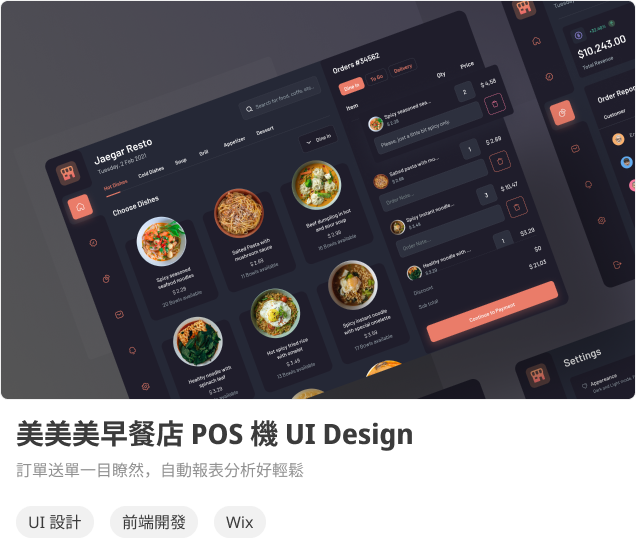 Jaegar Resto
Tuesday, 2 Feb 2021
Search for food, coffe, etc..
Hot Dishes
Cold Dishes
Soup
Grill
Appetizer
Dessert
Choose Dishes
Dine In
Spicy seasoned seafood noodles
$ 2.29
20 Bowls available
Salted Pasta with mushroom sauce
$ 2.69
11 Bowls available
Beef dumpling in hot and sour soup
$ 2.99
16 Bowls available
Healthy noodle with spinach leaf
$ 3.29
Hot spicy fried rice with omelet
$ 3.49
13 Bowls available
Spicy instant noodle with special omelette
17 Bowls available
Orders #34562
Dine In
To Go
Delivery
Item
Qty
Price
Spicy seasoned sea...
$ 2.29
2
$ 4,58
Please, just a little bit spicy only.
Salted pasta with mu...
$ 2.69
1
$ 2.69
Order Note...
Spicy instant noodle...
$ 3.49
3
$ 10,47
Order Note...
Healthy noodle with ...
$ 3.29
1
$3.29
Discount
$0
Sub total
$ 21,03
Continue to Payment
+32.40%
$10,243.00
Total Revenue
Order Report
Customer
Settings
Appereance
美美美早餐店 POS 機 UI Design
訂單送單一目瞭然，自動報表分析好輕鬆
UI 設計
前端開發
Wix